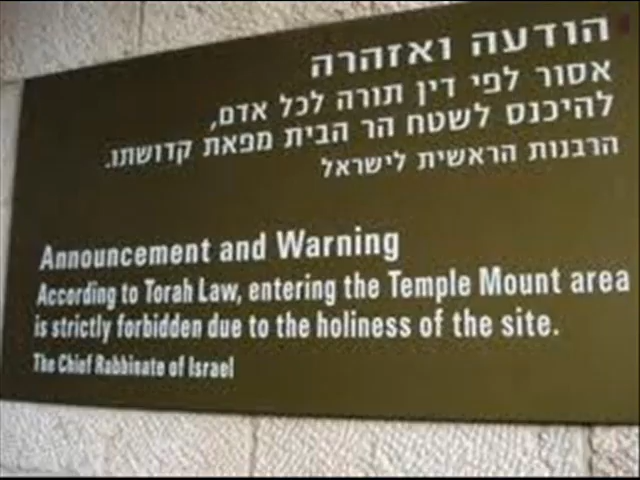 הודעה ואזהרה
אסור לפי דין תורה לכל אדם,
להיכנס לשטח הר הבית מפאת קדושתו.
הרבנות הראשית לישראל
Announcement and Warning
According to Torah Law, entering the Temple Mount area
is strictly forbidden due to the holiness of the site.
The Chief Rabbinate of Israel